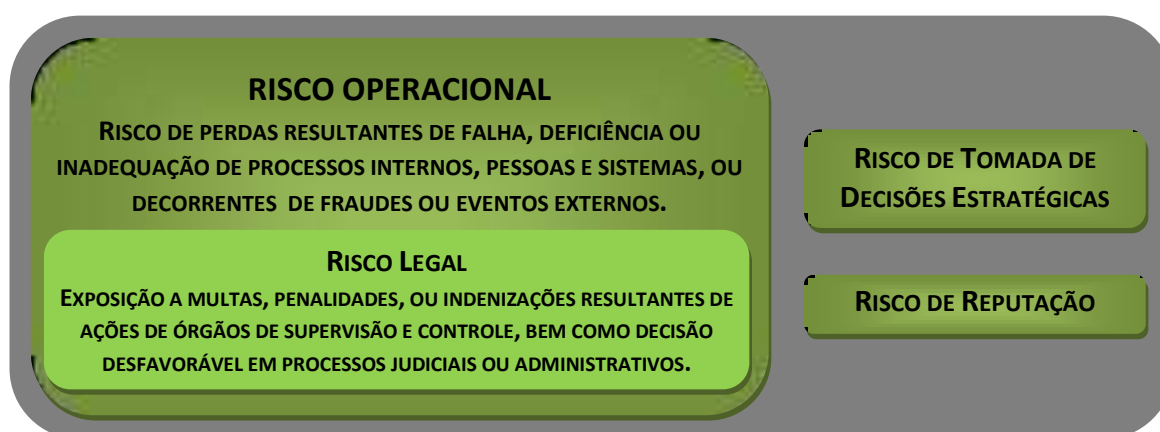 RISCO OPERACIONAL
RISCO DE PERDAS RESULTANTES DE FALHA, DEFICIÊNCIA OU
INADEQUAÇÃO DE PROCESSOS INTERNOS, PESSOAS E SISTEMAS, OU
DECORRENTES DE FRAUDES OU EVENTOS EXTERNOS.
RISCO LEGAL
EXPOSIÇÃO A MULTAS, PENALIDADES, OU INDENIZAÇÕES RESULTANTES DE
AÇÕES DE ÓRGÃOS DE SUPERVISÃO E CONTROLE, BEM COMO DECISÃO
DESFAVORÁVEL EM PROCESSOS JUDICIAIS OU ADMINISTRATIVOS.
RISCO DE TOMADA DE
DECISÕES ESTRATÉGICAS
RISCO DE REPUTAÇÃO